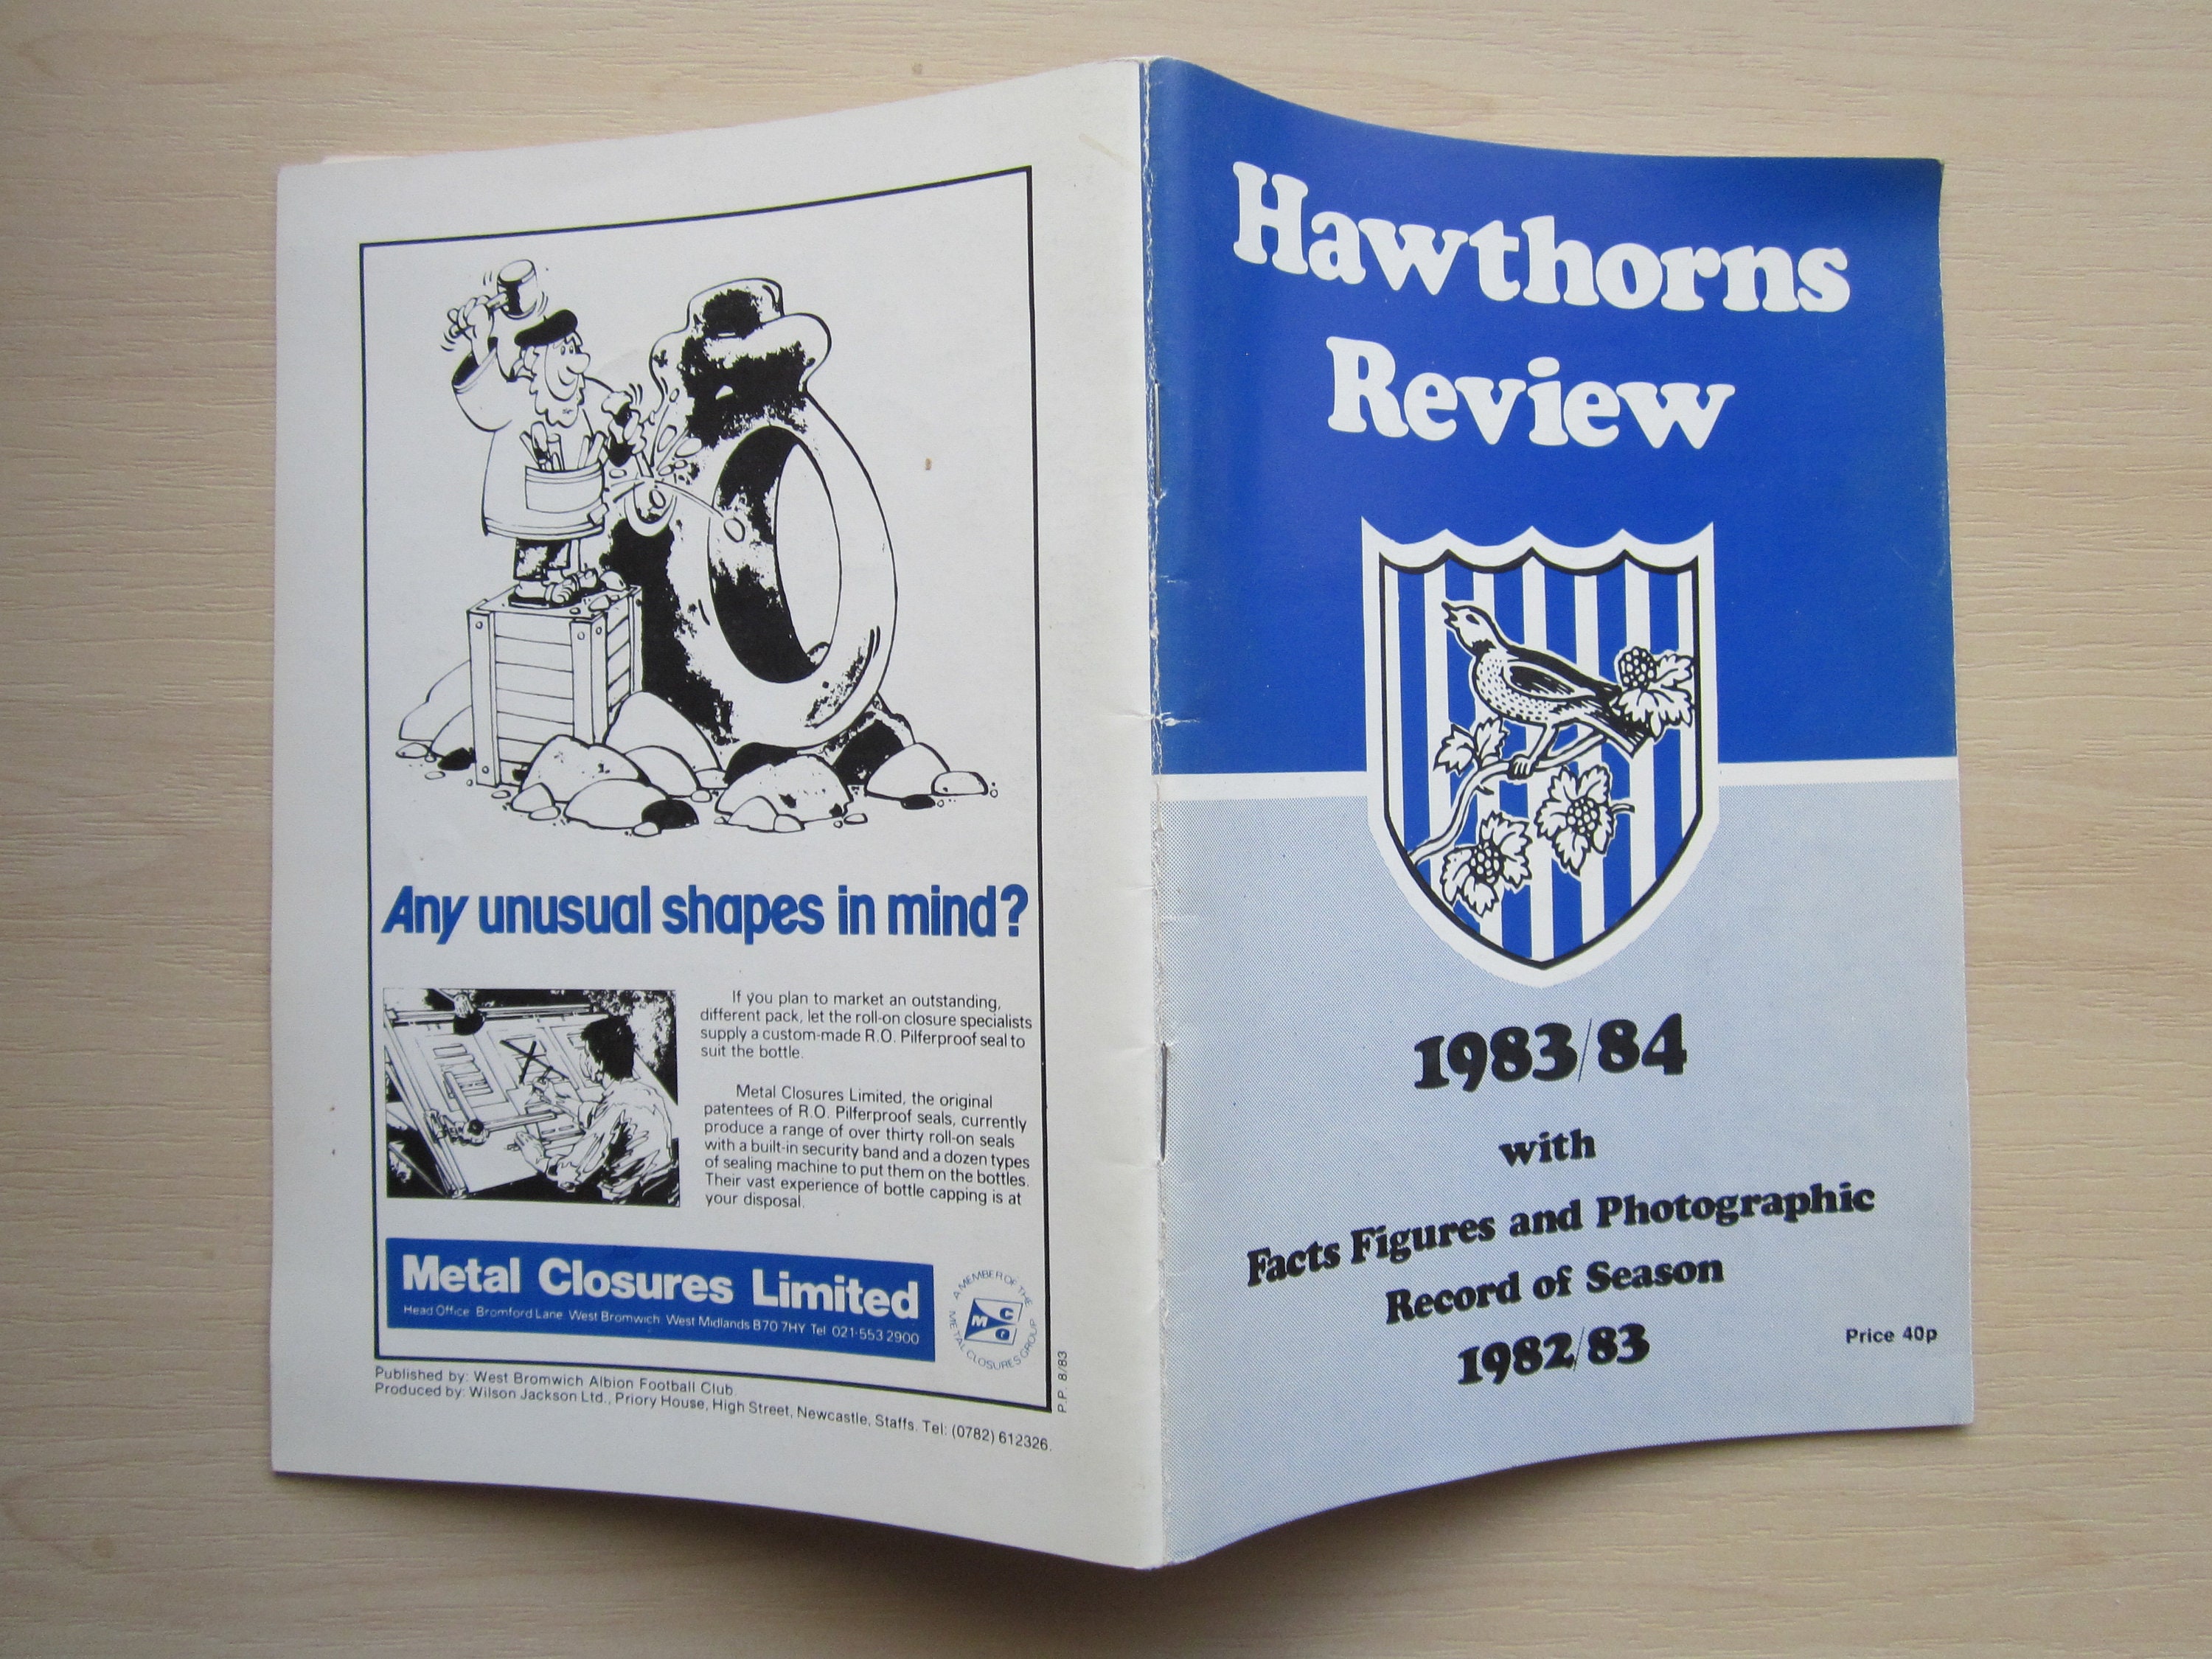 Any unusual shapes in mind?
If you plan to market an outstanding,
different pack, let the roll-on closure specialists
supply a custom-made R.O. Pilferproof seal to
suit the bottle.
Metal Closures Limited, the original
patentees of R.O. Pilferproof seals, currently
produce a range of over thirty roll-on seals
with a built-in security band and a dozen types
of sealing machine to put them on the bottles.
Their vast experience of bottle capping is at
your disposal.
Metal Closures Limited
Head Office Bromford Lane West Bromwich West Midlands B70 7HY Tel 021-553 2900
A MEMBER OF THE
METAL CLOSURES GROUP
M C G
P.P. 8/83
Published by: West Bromwich Albion Football Club
Produced by: Wilson Jackson Ltd., Priory House, High Street, Newcastle, Staffs. Tel: (0782) 612326.
Hawthorns
Review
1983/84
with
Facts Figures and Photographic
Record of Season
1982/83
Price 40p